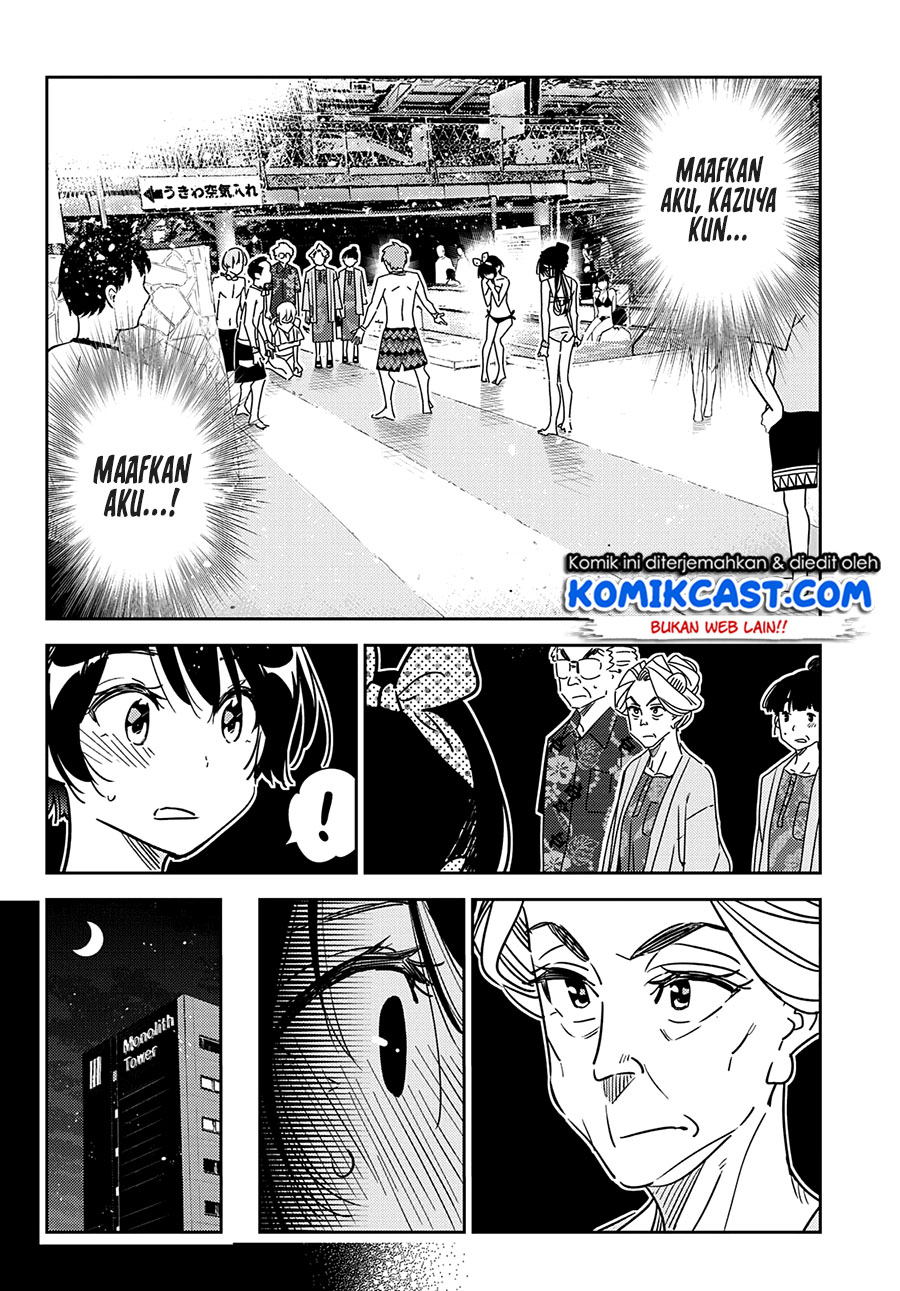 MAAFKAN
AKU, KAZUYA
KUN...
←うきわ空気入れ
MAAFKAN
AKU...!
Komik ini diterjemahkan & diedit oleh
KOMIKCAST.COM
BUKAN WEB LAIN!!
!
Monolith
Tower